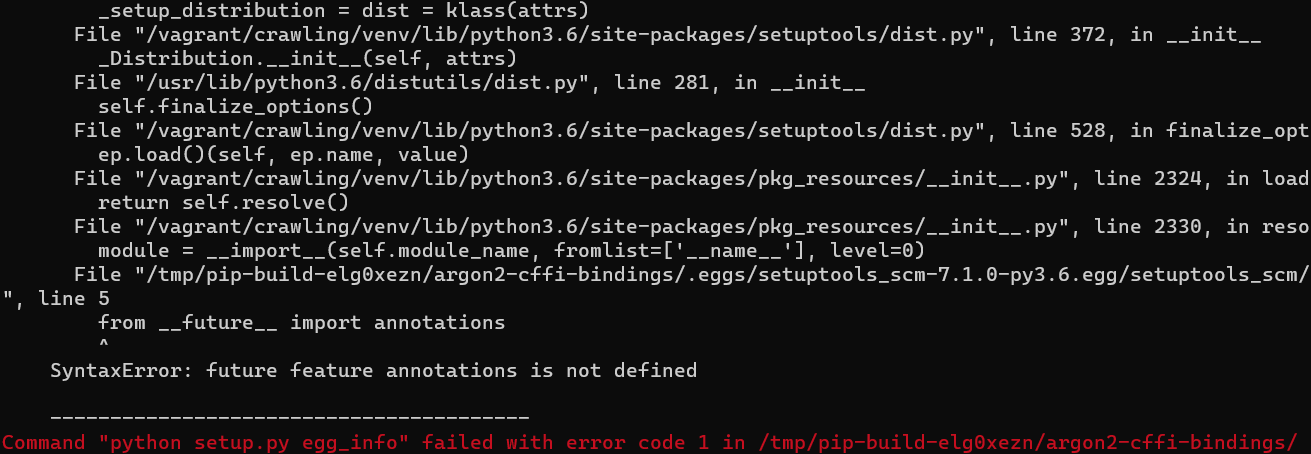 _setup_distribution = dist = klass(attrs)
File "/vagrant/crawling/venv/lib/python3.6/site-packages/setuptools/dist.py", line 372, in __init__
_Distribution.__init__(self, attrs)
File "/usr/lib/python3.6/distutils/dist.py", line 281, in __init__
self.finalize_options()
File "/vagrant/crawling/venv/lib/python3.6/site-packages/setuptools/dist.py", line 528, in finalize_opt
ep.load()(self, ep.name, value)
File "/vagrant/crawling/venv/lib/python3.6/site-packages/pkg_resources/__init__.py", line 2324, in load
return self.resolve()
File "/vagrant/crawling/venv/lib/python3.6/site-packages/pkg_resources/__init__.py", line 2330, in reso
module = __import__(self.module_name, fromlist=['__name__'], level=0)
File "/tmp/pip-build-elg0xezn/argon2-cffi-bindings/.eggs/setuptools_scm-7.1.0-py3.6.egg/setuptools_scm/
", line 5
from __future__ import annotations
^
SyntaxError: future feature annotations is not defined
----------------------------------------
Command "python setup.py egg_info" failed with error code 1 in /tmp/pip-build-elg0xezn/argon2-cffi-bindings/